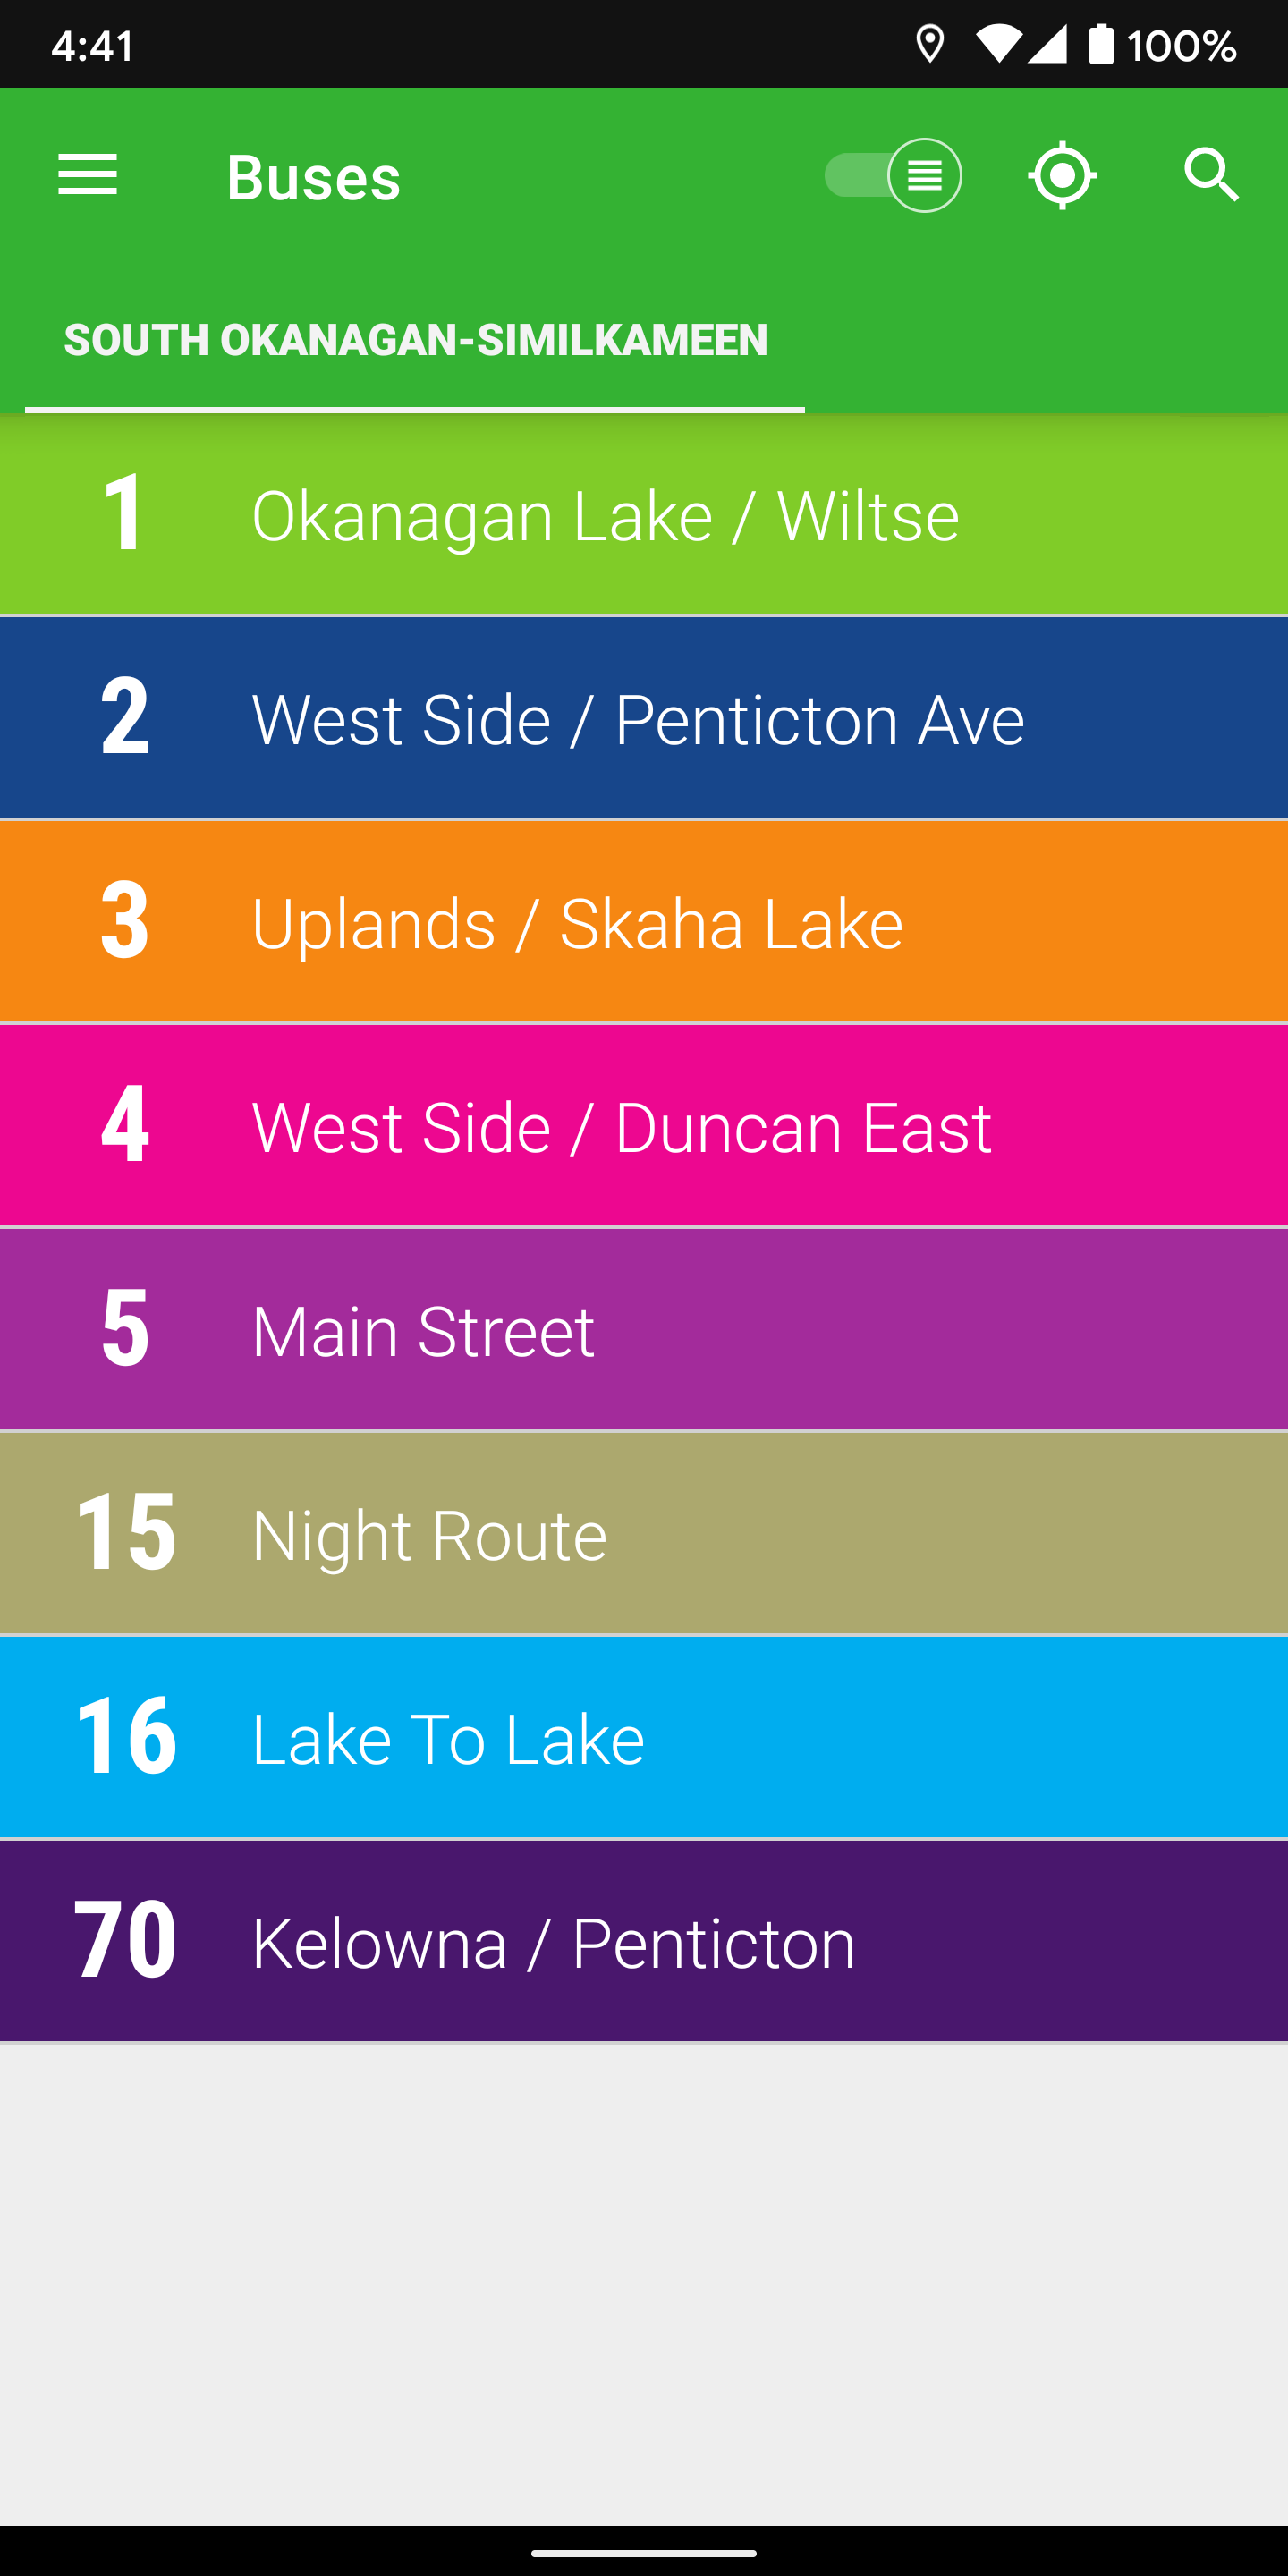 4:41 100%
Buses
SOUTH OKANAGAN-SIMILKAMEEN
1 Okanagan Lake / Wiltse
2 West Side / Penticton Ave
3 Uplands / Skaha Lake
4 West Side / Duncan East
5 Main Street
15 Night Route
16 Lake To Lake
70 Kelowna / Penticton